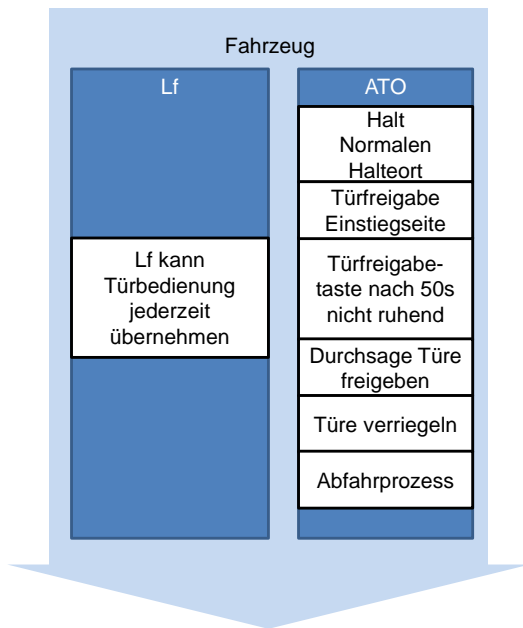 Fahrzeug
Lf
ATO
Halt
Normalen
Halteort
Türfreigabe
Einstiegseite
Lf kann
Türbedienung
jederzeit
übernehmen
Türfreigabe-
taste nach 50s
nicht ruhend
Durchsage Türe
freigeben
Türe verriegeln
Abfahrprozess